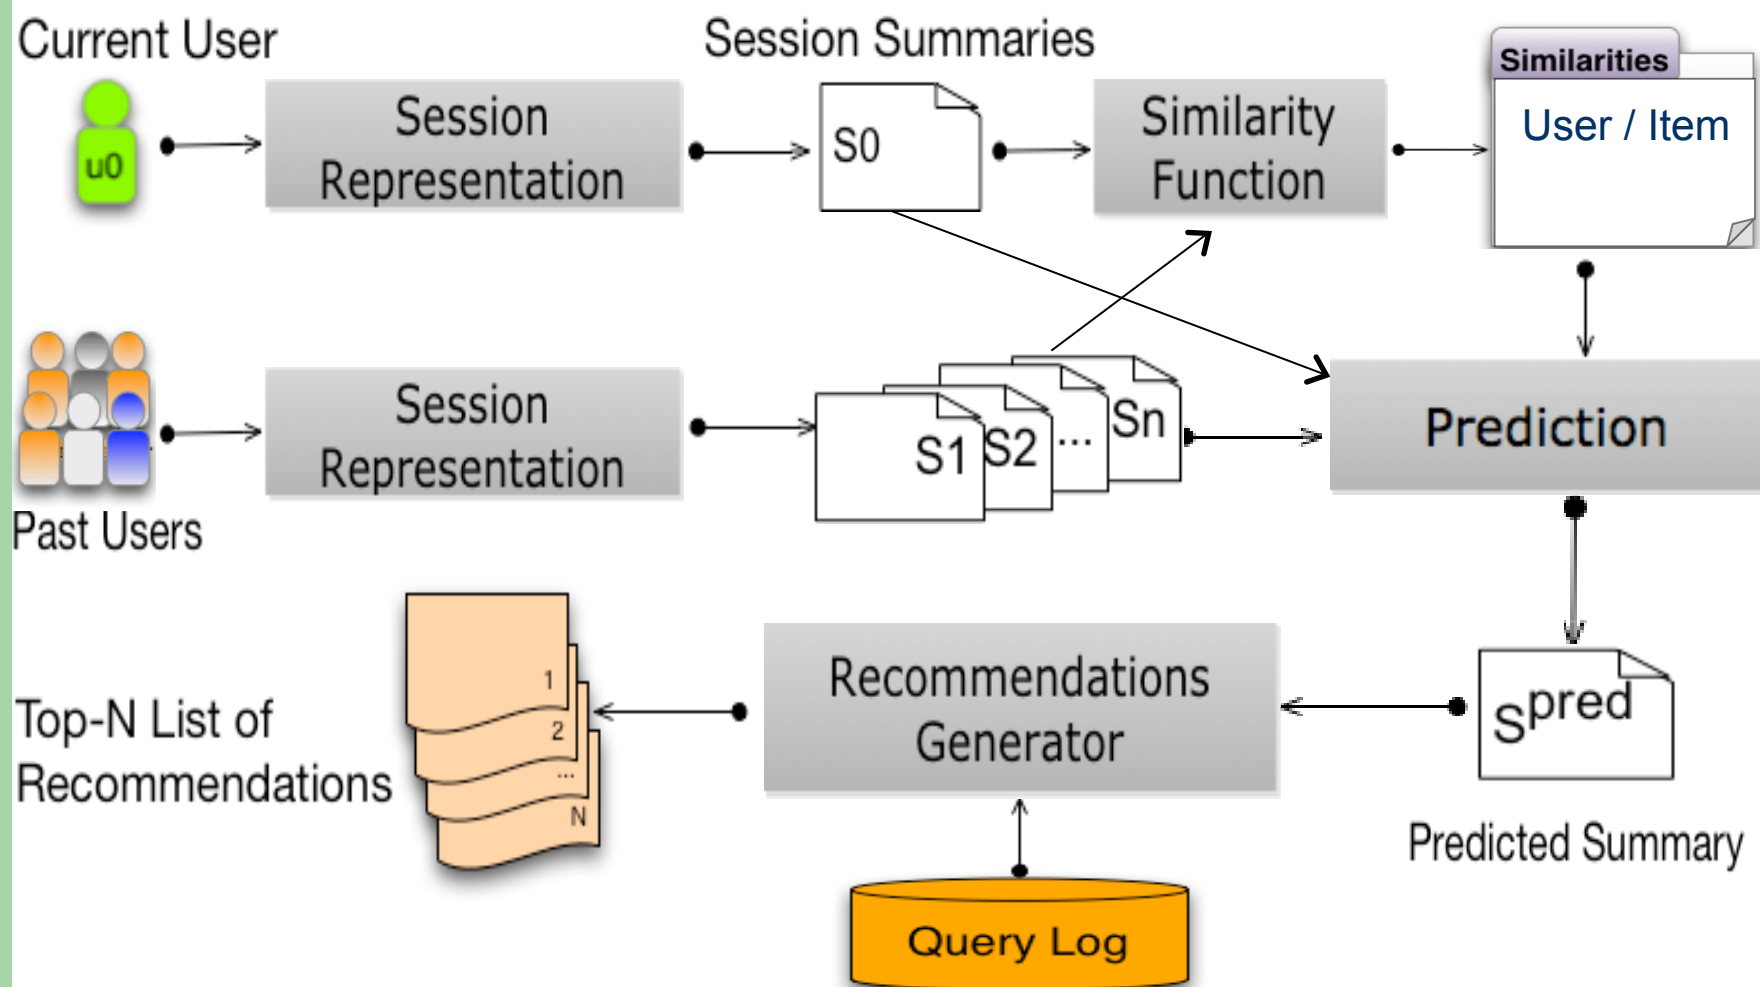 Current User
Session Summaries
Similarities
u0
Session
Representation
S0
Similarity
Function
User / Item
Session
Representation
S1
S2
...
Sn
Prediction
Past Users
1
2
...
N
Top-N List of
Recommendations
Recommendations
Generator
Spred
Predicted Summary
Query Log